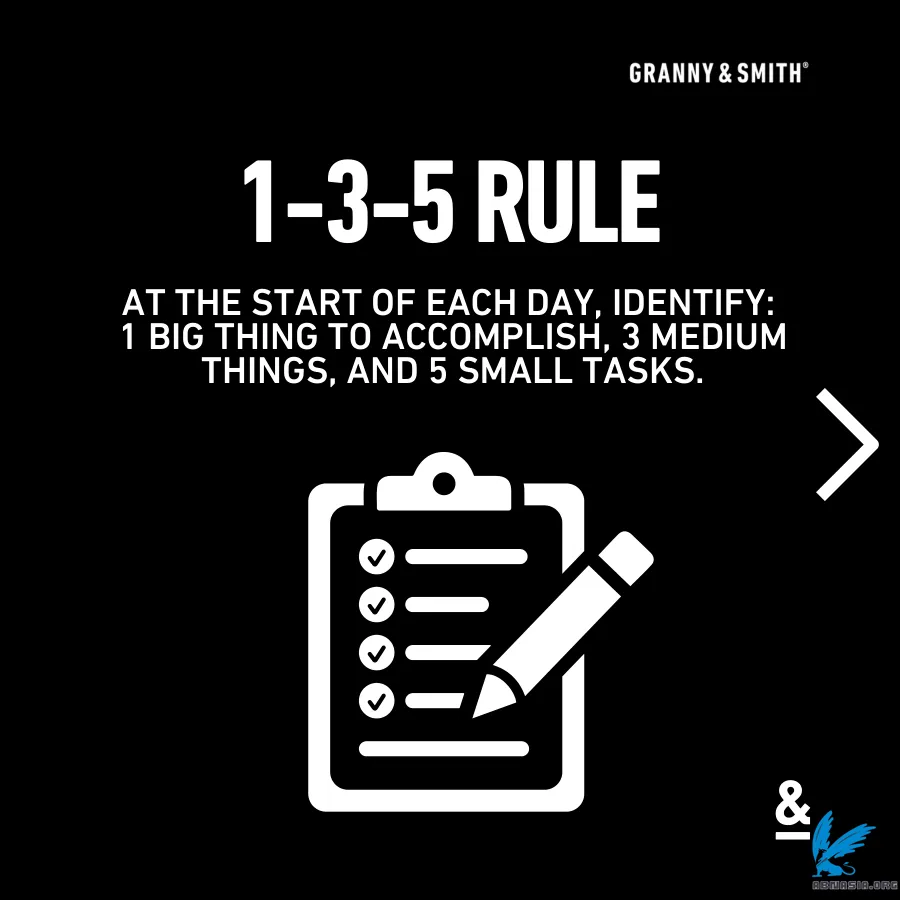 GRANNY & SMITH®
1-3-5 RULE
AT THE START OF EACH DAY, IDENTIFY:
1 BIG THING TO ACCOMPLISH, 3 MEDIUM
THINGS, AND 5 SMALL TASKS.
&
ABNASIA.ORG